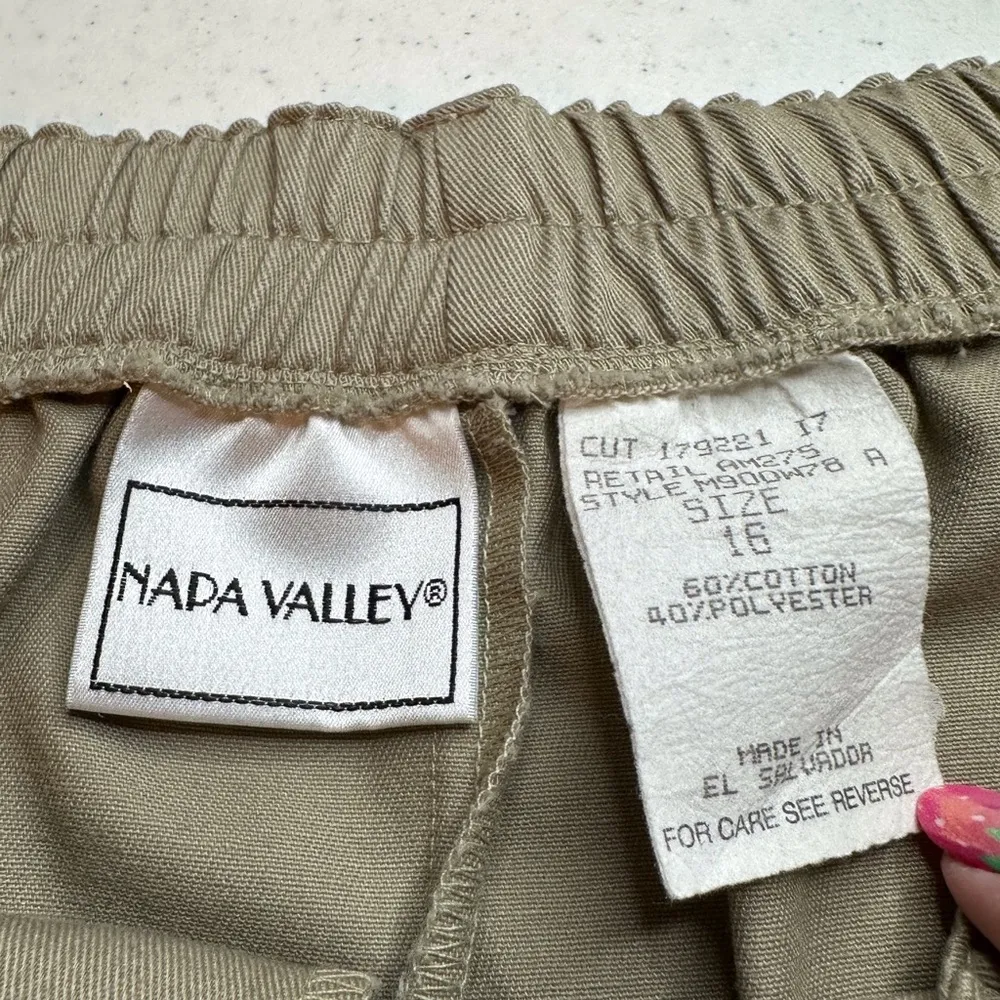 NAPA VALLEY®
CUT 179221 17
RETAIL AM275
STYLE M90DW78 A
SIZE
16
60%COTTON
40%POLYESTER
MADE IN
EL SALVADOR
FOR CARE SEE REVERSE